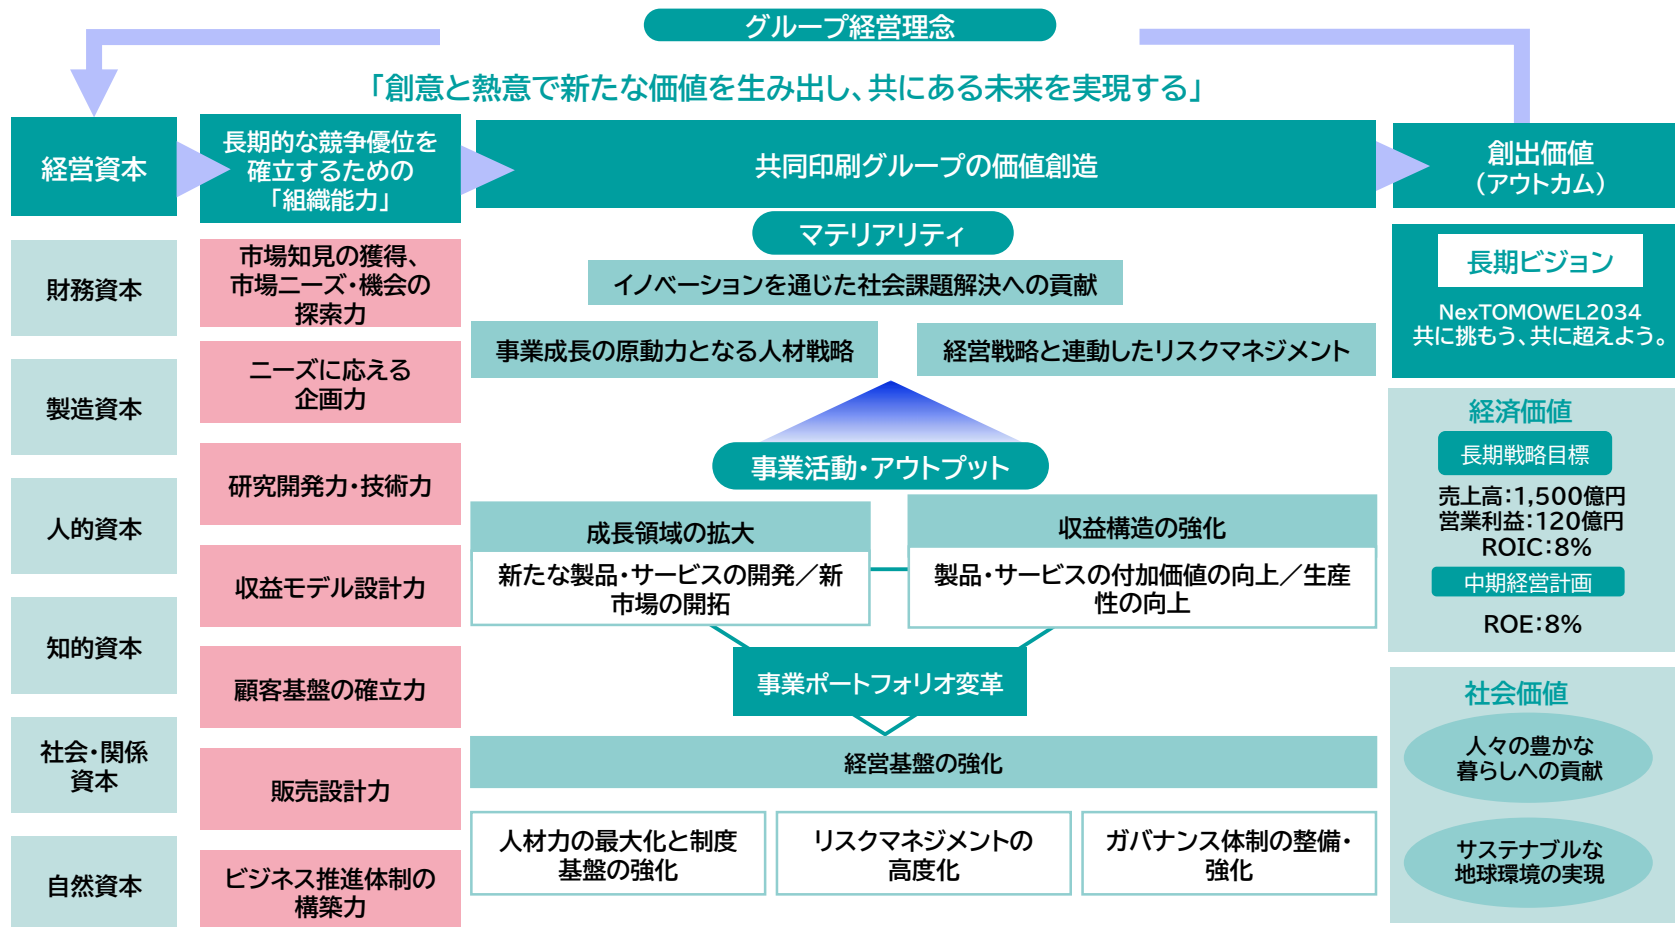 グループ経営理念
「創意と熱意で新たな価値を生み出し、共にある未来を実現する」
経営資本
財務資本
製造資本
人的資本
知的資本
社会・関係
資本
自然資本
長期的な競争優位を
確立するための
「組織能力」
市場知見の獲得、
市場ニーズ・機会の
探索力
ニーズに応える
企画力
研究開発力・技術力
収益モデル設計力
顧客基盤の確立力
販売設計力
ビジネス推進体制の
構築力
共同印刷グループの価値創造
マテリアリティ
イノベーションを通じた社会課題解決への貢献
事業成長の原動力となる人材戦略
経営戦略と連動したリスクマネジメント
事業活動・アウトプット
成長領域の拡大
新たな製品・サービスの開発／新
市場の開拓
収益構造の強化
製品・サービスの付加価値の向上／生産
性の向上
事業ポートフォリオ変革
経営基盤の強化
人材力の最大化と制度
基盤の強化
リスクマネジメントの
高度化
ガバナンス体制の整備・
強化
創出価値
（アウトカム）
長期ビジョン
NexTOMOWEL2034
共に挑もう、共に超えよう。
経済価値
長期戦略目標
売上高：1,500億円
営業利益：120億円
ROIC：8%
中期経営計画
ROE：8%
社会価値
人々の豊かな
暮らしへの貢献
サステナブルな
地球環境の実現